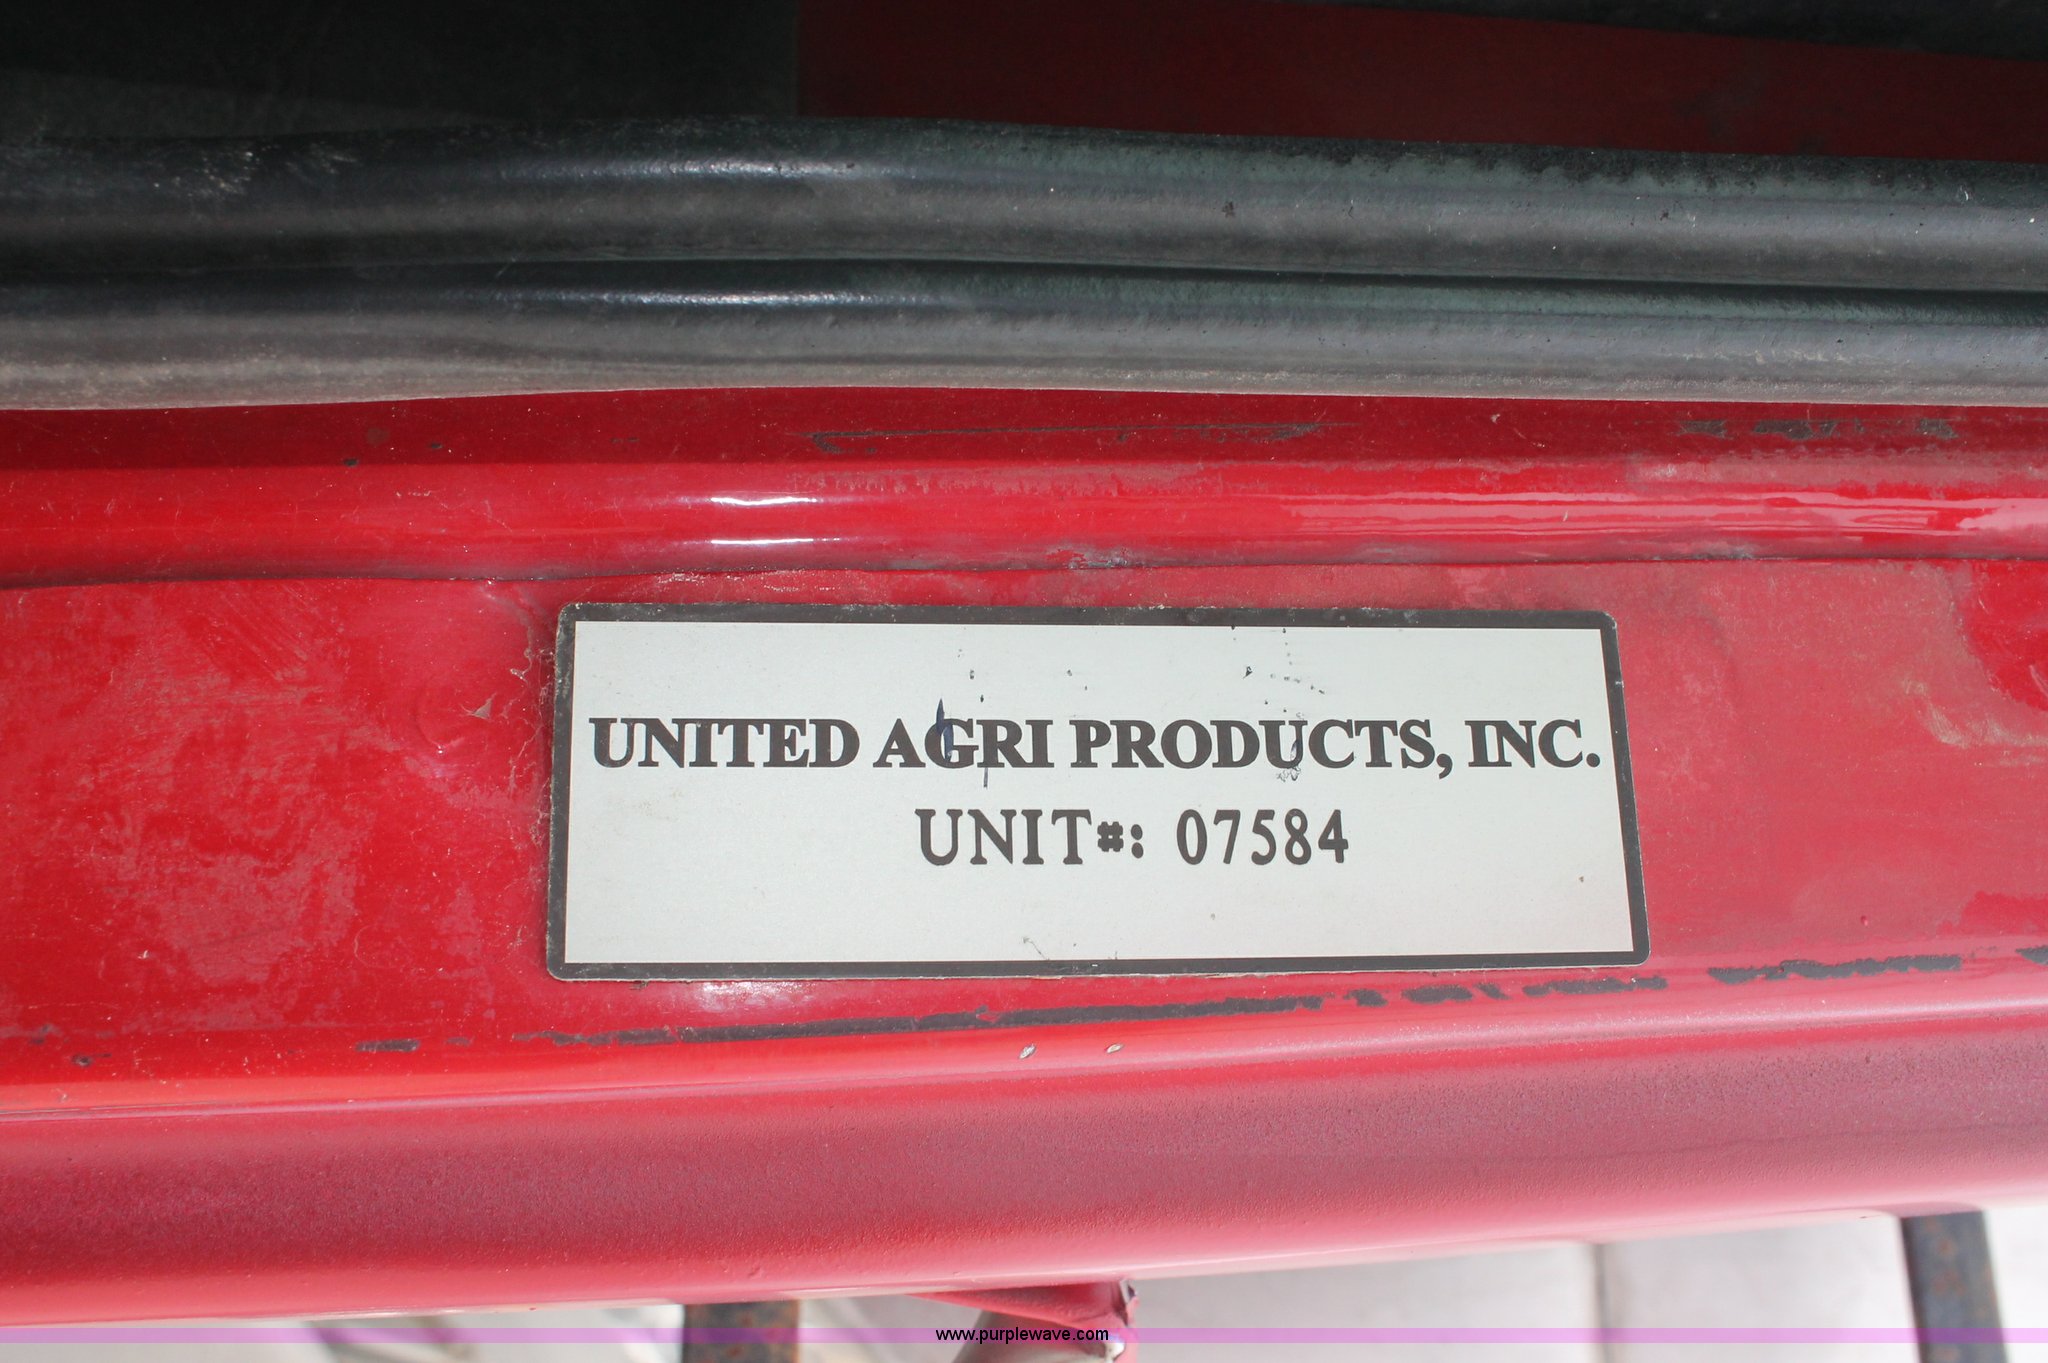 UNITED AGRI PRODUCTS, INC.
UNIT#: 07584
www.purplewave.com